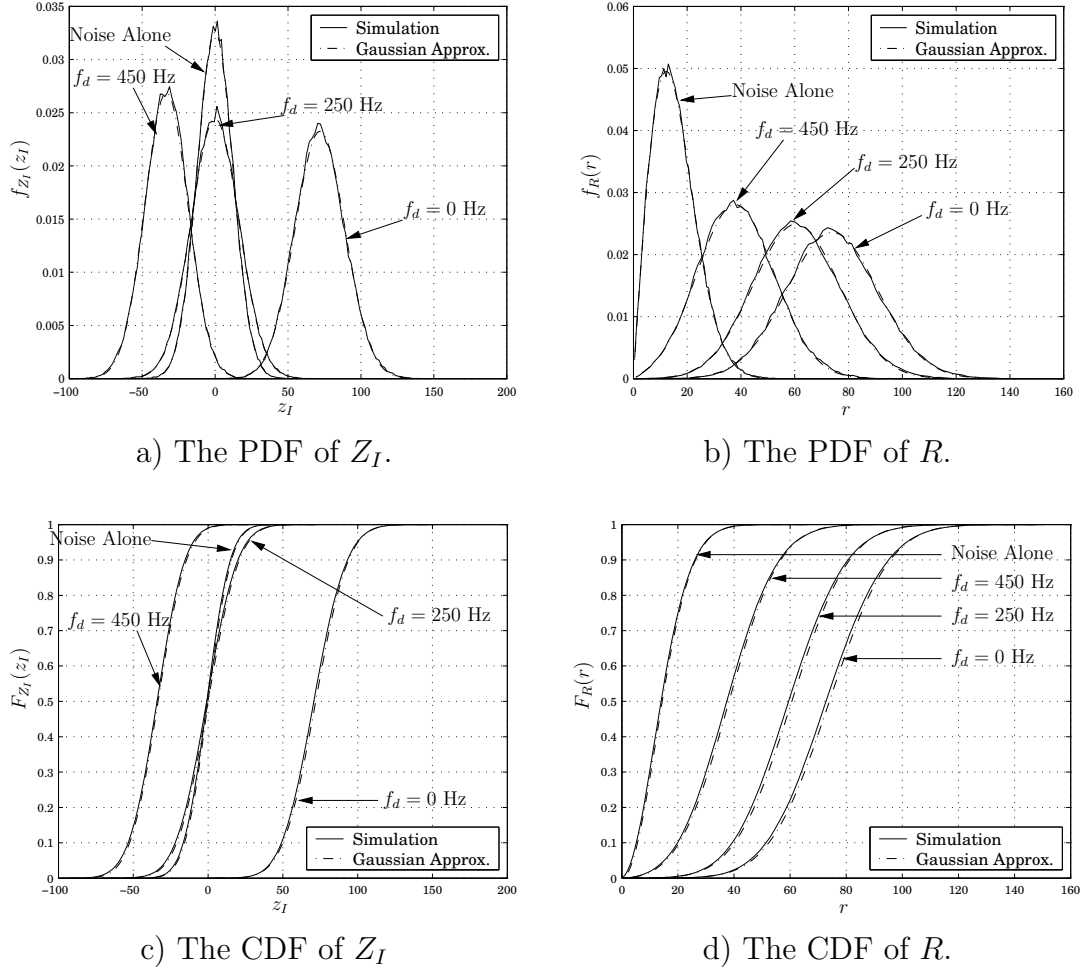 0.035
0.03
0.025
0.02
0.015
0.01
0.005
0
f_{Z_I}(z_I)
Simulation
Gaussian Approx.
Noise Alone
f_d = 450 Hz
f_d = 250 Hz
f_d = 0 Hz
−100 −50 0 50 100 150 200
z_I
a) The PDF of Z_I.
0.06
0.05
0.04
0.03
0.02
0.01
0
f_R(r)
Simulation
Gaussian Approx.
Noise Alone
f_d = 450 Hz
f_d = 250 Hz
f_d = 0 Hz
0 20 40 60 80 100 120 140 160
r
b) The PDF of R.
1
0.9
0.8
0.7
0.6
0.5
0.4
0.3
0.2
0.1
0
F_{Z_I}(z_I)
Noise Alone
f_d = 450 Hz
f_d = 250 Hz
f_d = 0 Hz
Simulation
Gaussian Approx.
−100 −50 0 50 100 150 200
z_I
c) The CDF of Z_I
1
0.9
0.8
0.7
0.6
0.5
0.4
0.3
0.2
0.1
0
F_R(r)
Noise Alone
f_d = 450 Hz
f_d = 250 Hz
f_d = 0 Hz
Simulation
Gaussian Approx.
0 20 40 60 80 100 120 140 160
r
d) The CDF of R.